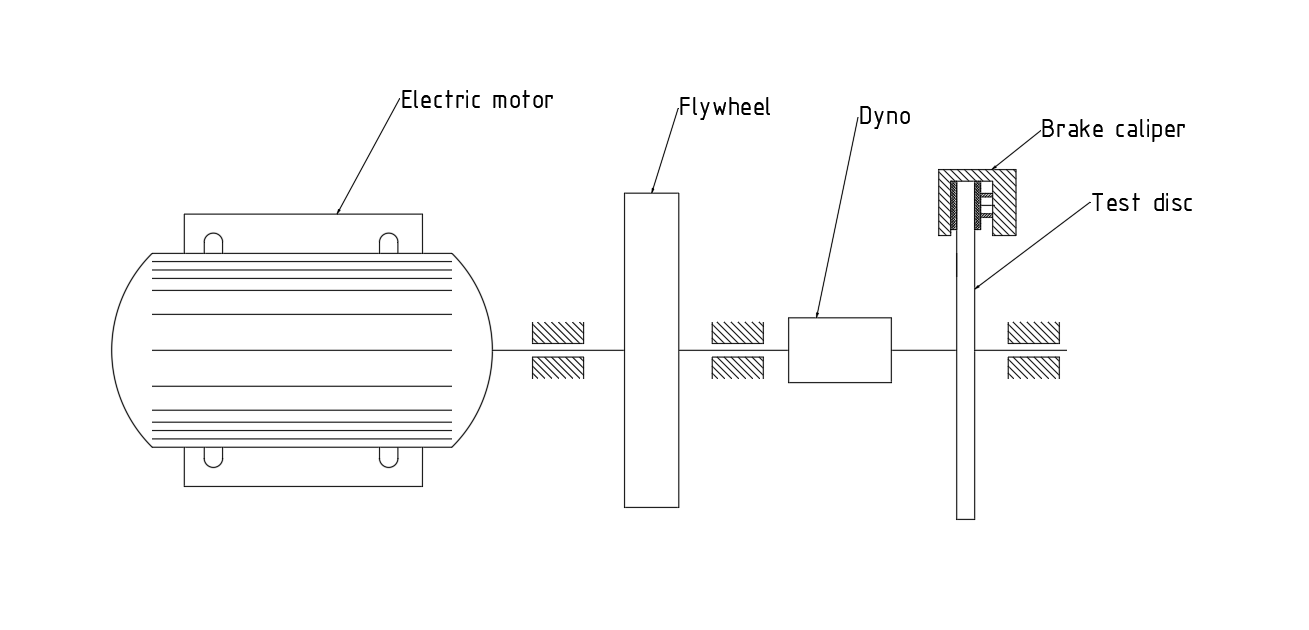 Electric motor
Flywheel
Dyno
Brake caliper
Test disc